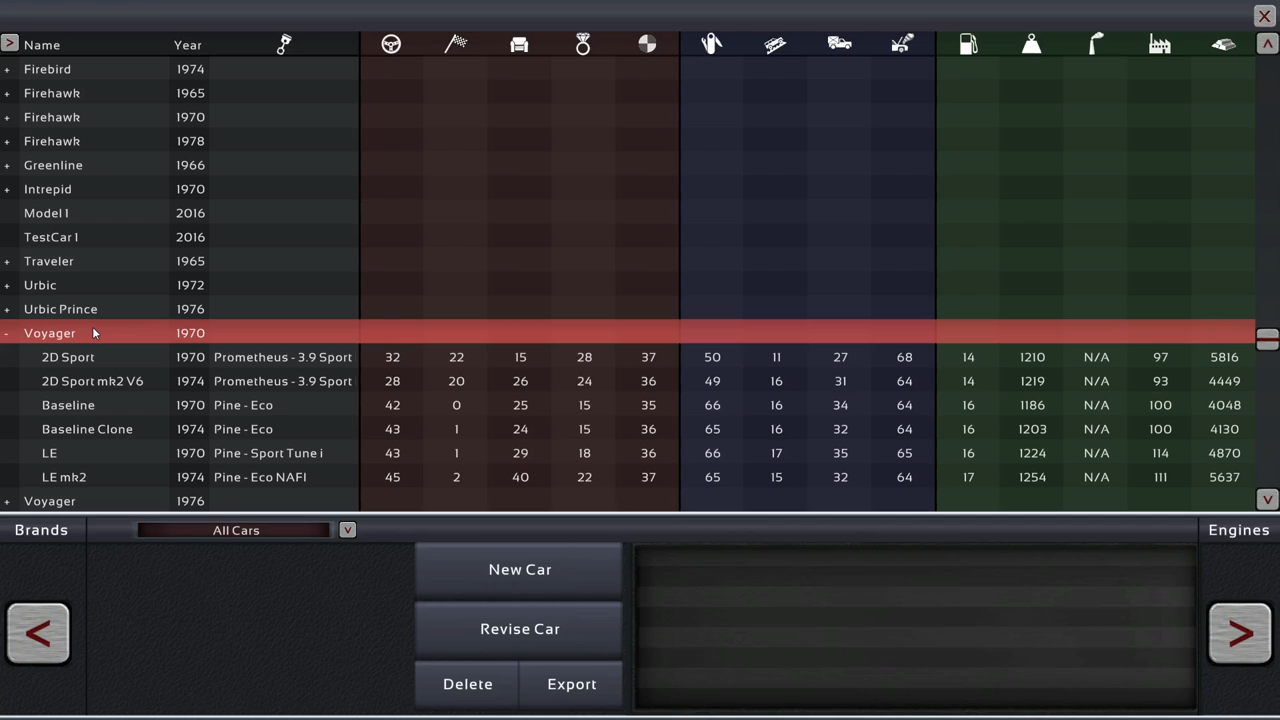 X
> Name Year ^
+ Firebird 1974
+ Firehawk 1965
+ Firehawk 1970
+ Firehawk 1978
+ Greenline 1966
+ Intrepid 1970
Model 1 2016
TestCar 1 2016
+ Traveler 1965
+ Urbic 1972
+ Urbic Prince 1976
- Voyager 1970
2D Sport 1970 Prometheus - 3.9 Sport 32 22 15 28 37 50 11 27 68 14 1210 N/A 97 5816
2D Sport mk2 V6 1974 Prometheus - 3.9 Sport 28 20 26 24 36 49 16 31 64 14 1219 N/A 93 4449
Baseline 1970 Pine - Eco 42 0 25 15 35 66 16 34 64 16 1186 N/A 100 4048
Baseline Clone 1974 Pine - Eco 43 1 24 15 36 65 16 32 64 16 1203 N/A 100 4130
LE 1970 Pine - Sport Tune i 43 1 29 18 36 66 17 35 65 16 1224 N/A 114 4870
LE mk2 1974 Pine - Eco NAFI 45 2 40 22 37 65 15 32 64 17 1254 N/A 111 5637
+ Voyager 1976 v
Brands All Cars v Engines
New Car
< Revise Car >
Delete Export